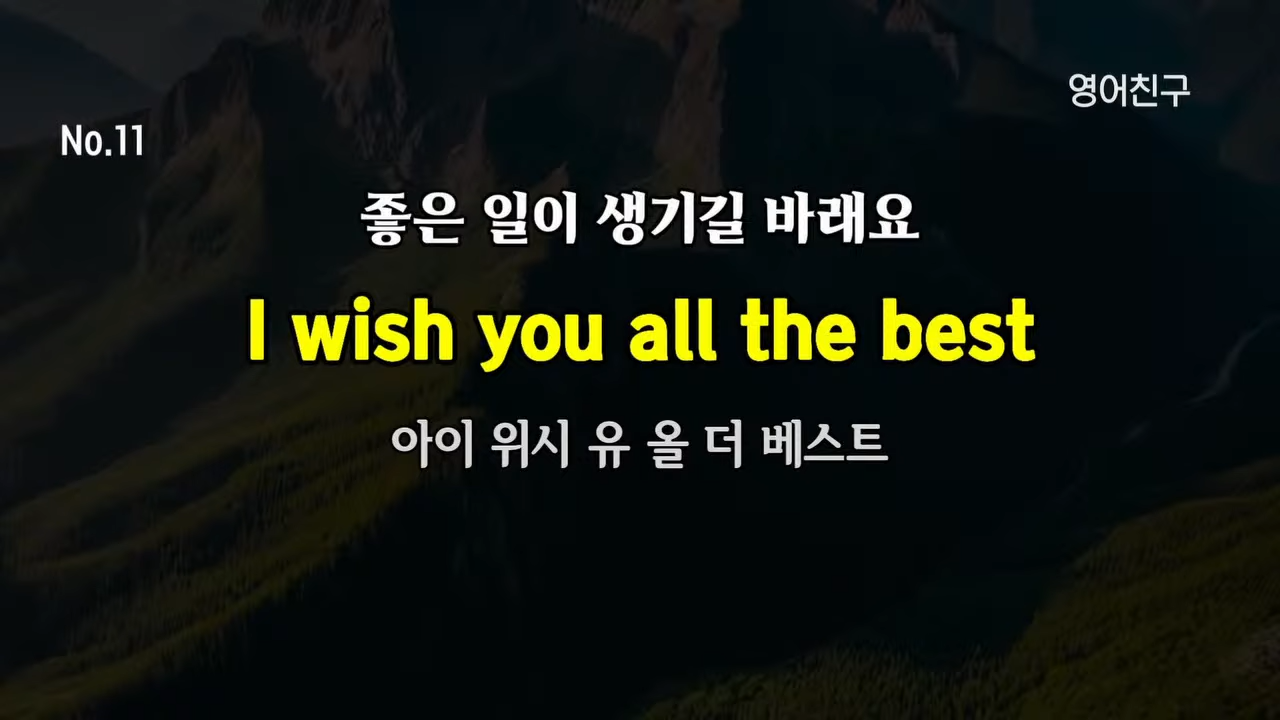 영어친구
No.11
좋은 일이 생기길 바래요
I wish you all the best
아이 위시 유 올 더 베스트